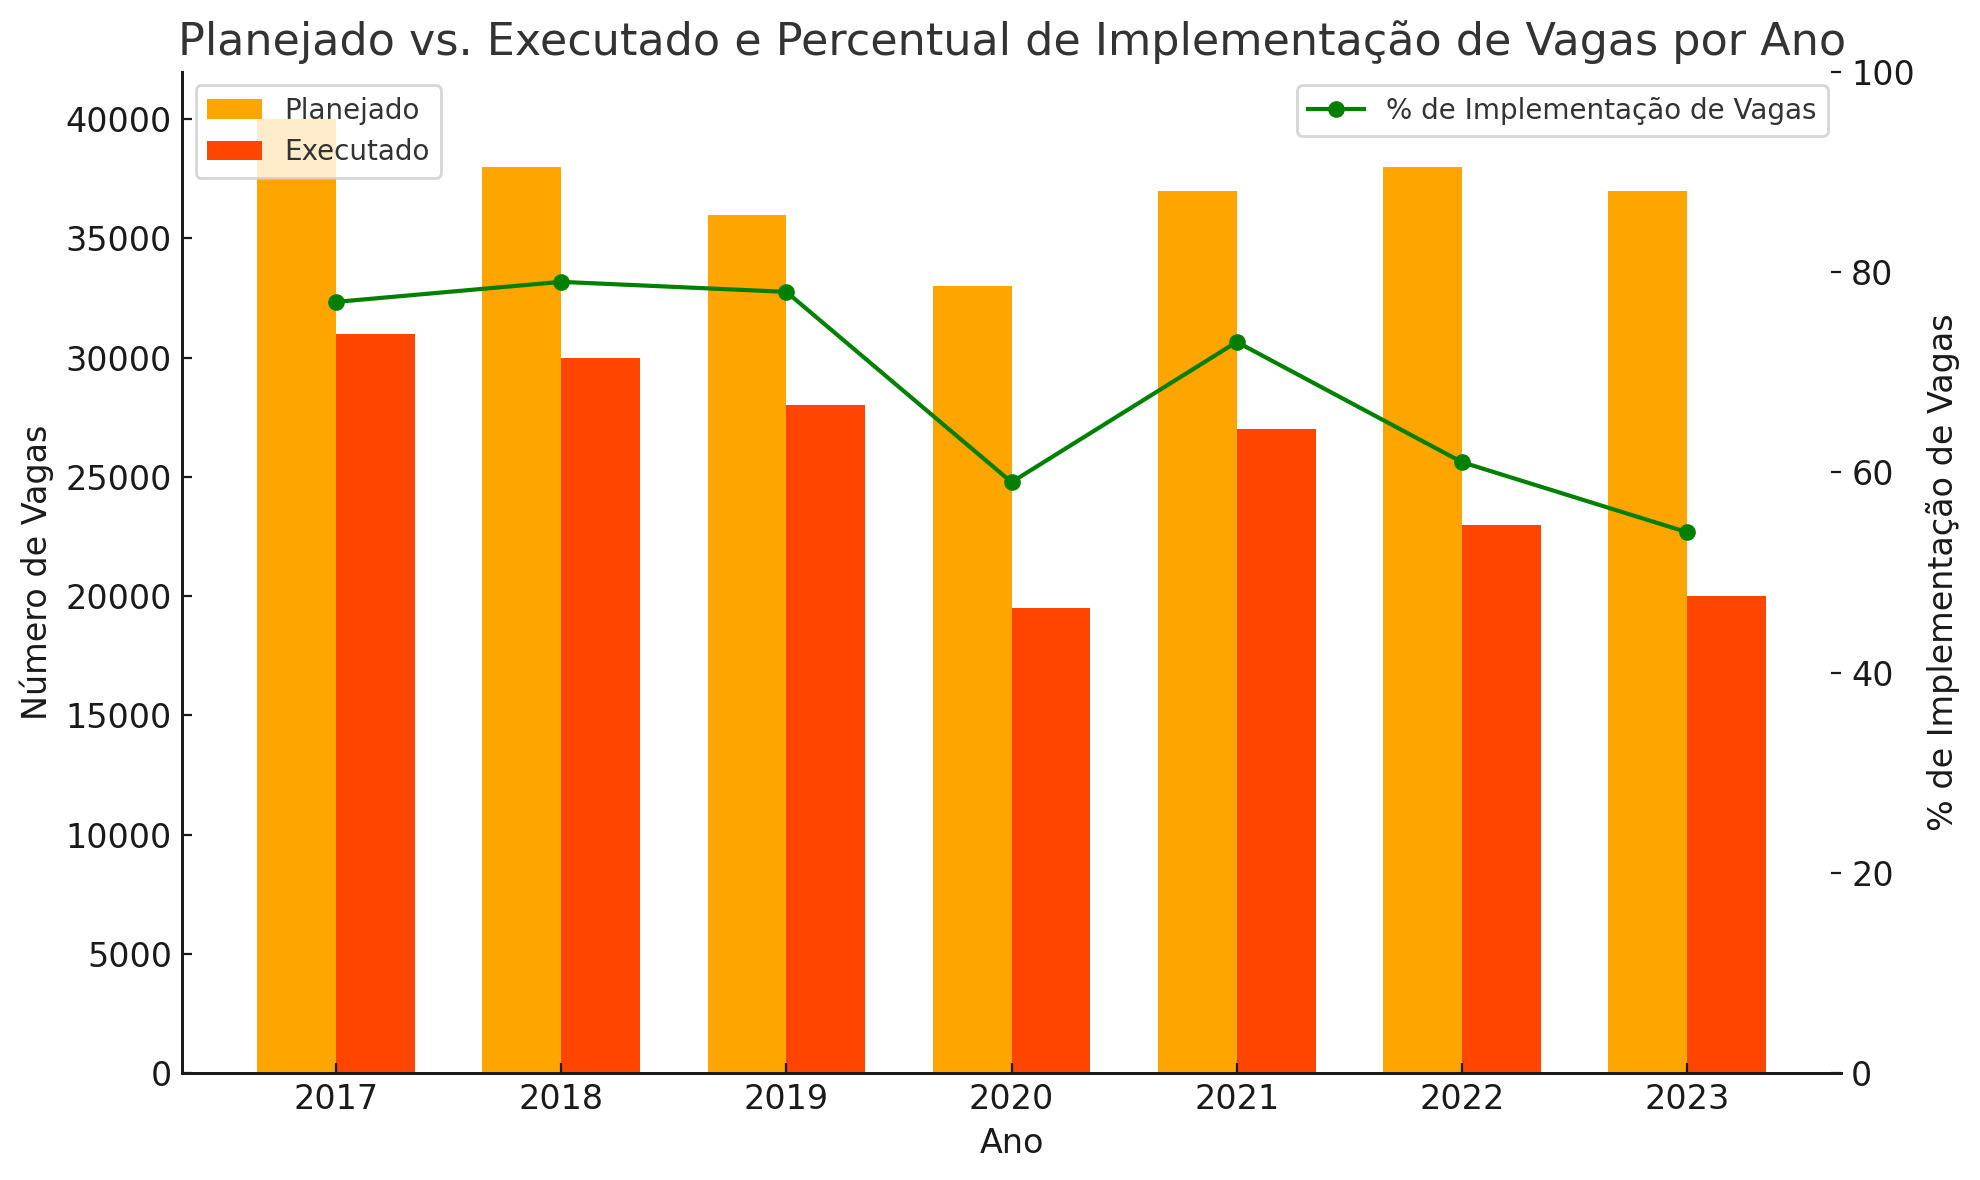 Planejado vs. Executado e Percentual de Implementação de Vagas por Ano
Planejado
Executado
% de Implementação de Vagas
Número de Vagas
40000
35000
30000
25000
20000
15000
10000
5000
0
100
80
60
40
20
0
% de Implementação de Vagas
2017 2018 2019 2020 2021 2022 2023
Ano